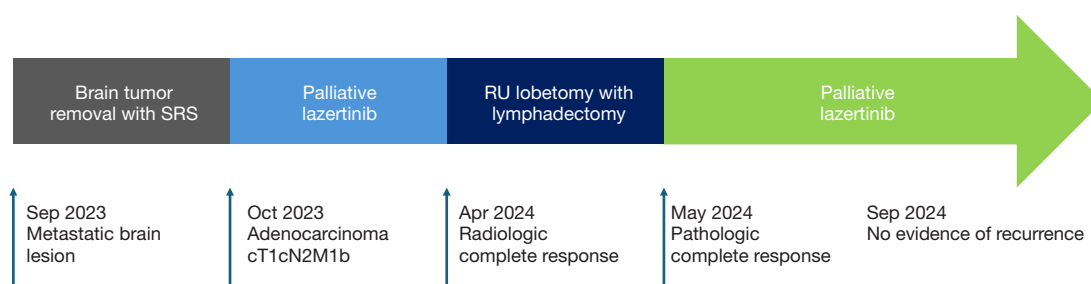 Brain tumor
removal with SRS
Palliative
lazertinib
RU lobetomy with
lymphadectomy
Palliative
lazertinib
Sep 2023
Metastatic brain
lesion
Oct 2023
Adenocarcinoma
cT1cN2M1b
Apr 2024
Radiologic
complete response
May 2024
Pathologic
complete response
Sep 2024
No evidence of recurrence